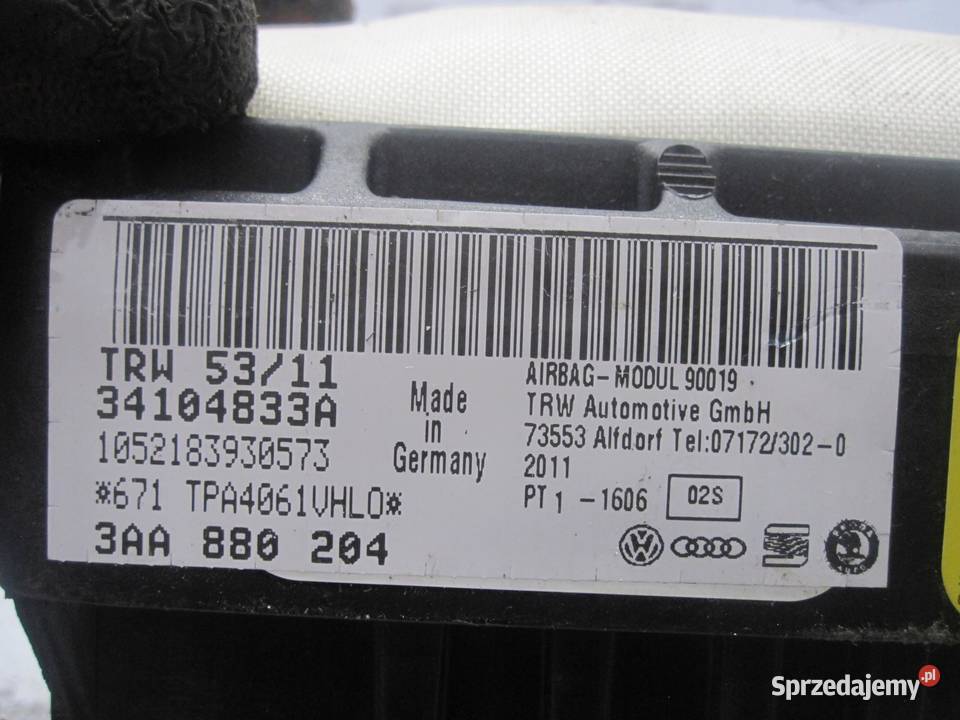 TRW 53/11
34104833A
1052183930573
*671 TPA4061VHL0*
3AA 880 204
Made
in
Germany
AIRBAG-MODUL 90019
TRW Automotive GmbH
73553 Alfdorf Tel:07172/302-0
2011
PT1 -1606 02S
Sprzedajemy.pl